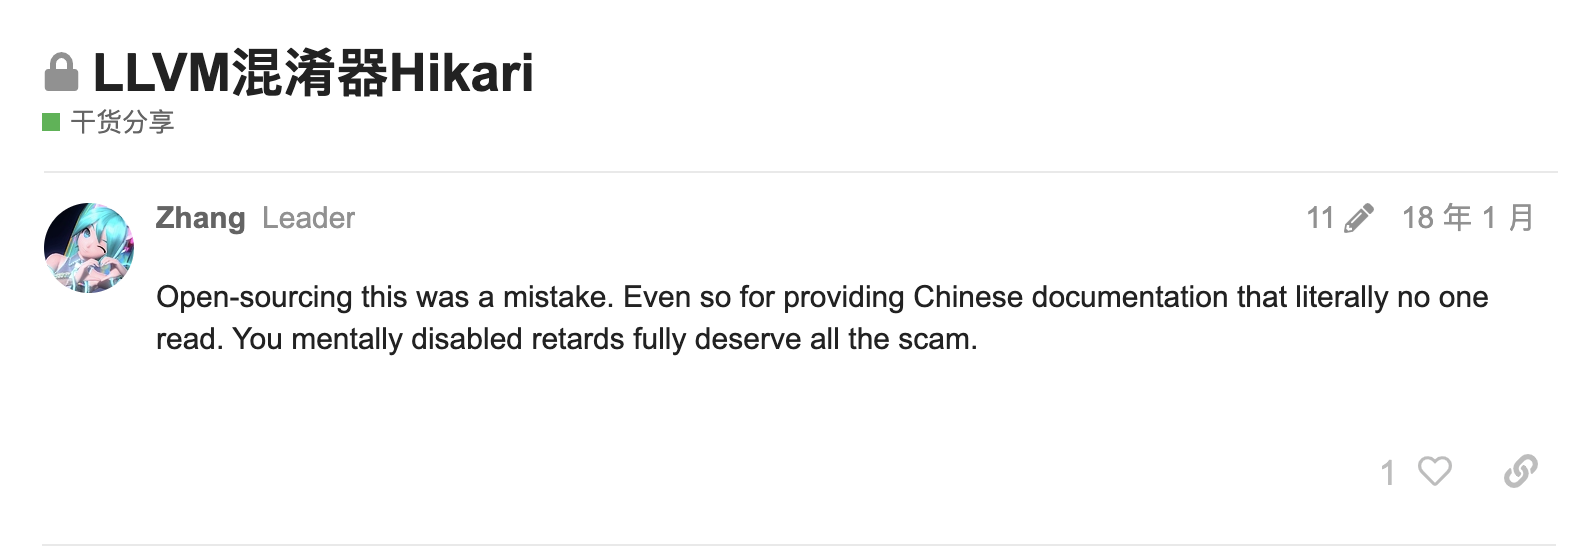 LLVM混淆器Hikari
干货分享
Zhang Leader 11 18 年 1 月
Open-sourcing this was a mistake. Even so for providing Chinese documentation that literally no one
read. You mentally disabled retards fully deserve all the scam.
1